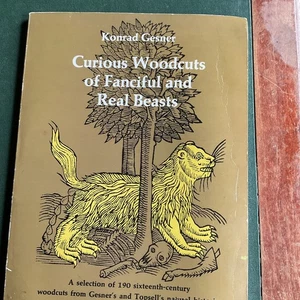 Konrad Gesner
Curious Woodcuts
of Fanciful and
Real Beasts
A selection of 190 sixteenth-century
woodcuts from Gesner's and Topsell's natural